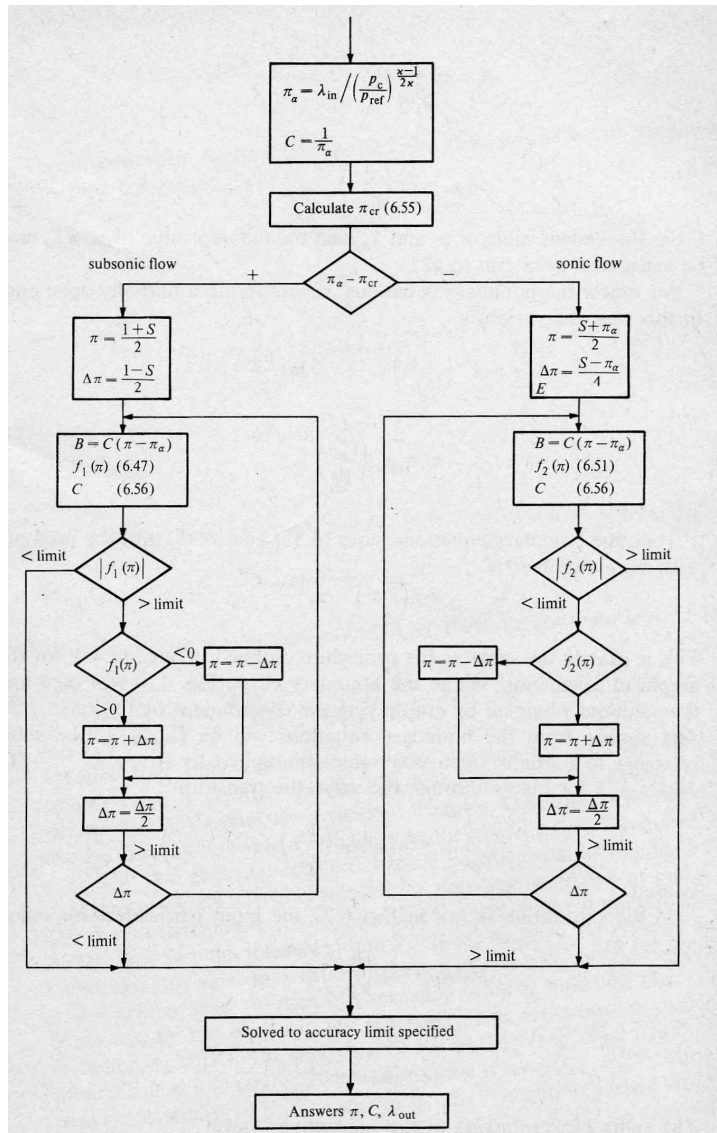 π_α = λ_in / (p_c / p_ref)^((ϰ−1)/2ϰ)
C = 1/π_α
Calculate π_cr (6.55)
subsonic flow
+
π_α − π_cr
sonic flow
π = (1+S)/2
Δπ = (1−S)/2
B = C(π − π_α)
f_1(π) (6.47)
C (6.56)
< limit
|f_1(π)|
> limit
f_1(π)
<0
π = π − Δπ
>0
π = π + Δπ
Δπ = Δπ/2
> limit
Δπ
< limit
π = (S+π_α)/2
Δπ = (S−π_α)/4
E
B = C(π − π_α)
f_2(π) (6.51)
C (6.56)
> limit
|f_2(π)|
< limit
f_2(π)
π = π − Δπ
π = π + Δπ
Δπ = Δπ/2
> limit
Δπ
> limit
Solved to accuracy limit specified
Answers π, C, λ_out